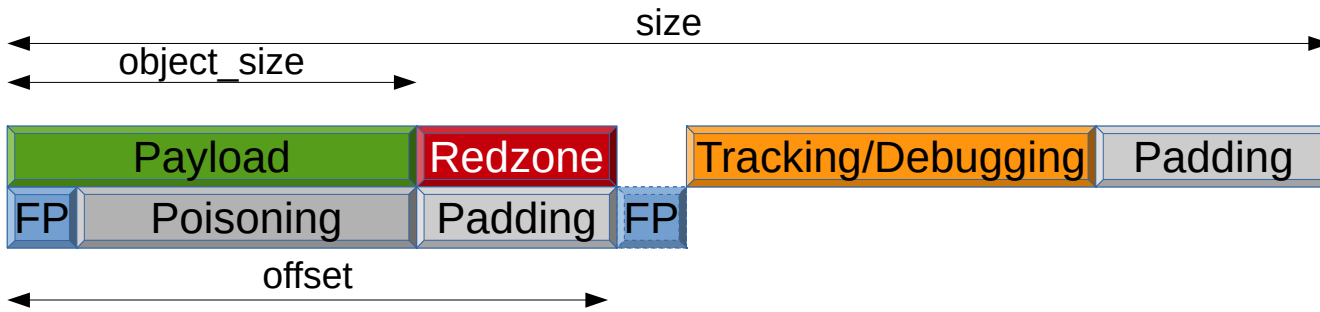 size
object_size
Payload Redzone Tracking/Debugging Padding
FP Poisoning Padding FP
offset